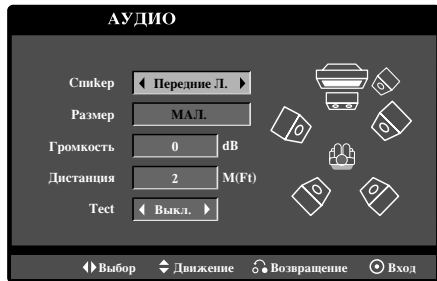 АУДИО
Спикер Передние Л.
Размер МАЛ.
Громкость 0 dB
Дистанция 2 M(Ft)
Тест Выкл.
Выбор Движение Возвращение Вход